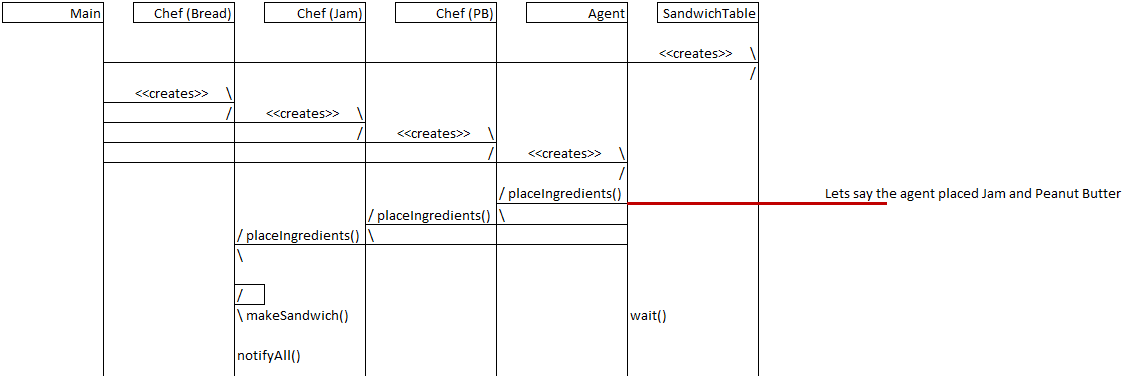 Main Chef (Bread) Chef (Jam) Chef (PB) Agent SandwichTable
<<creates>> \
/
<<creates>> \
/ <<creates>> \
/ <<creates>> \
/ <<creates>> \
/
/ placeIngredients() Lets say the agent placed Jam and Peanut Butter
/ placeIngredients() \
/ placeIngredients() \
\
/
\ makeSandwich() wait()
notifyAll()